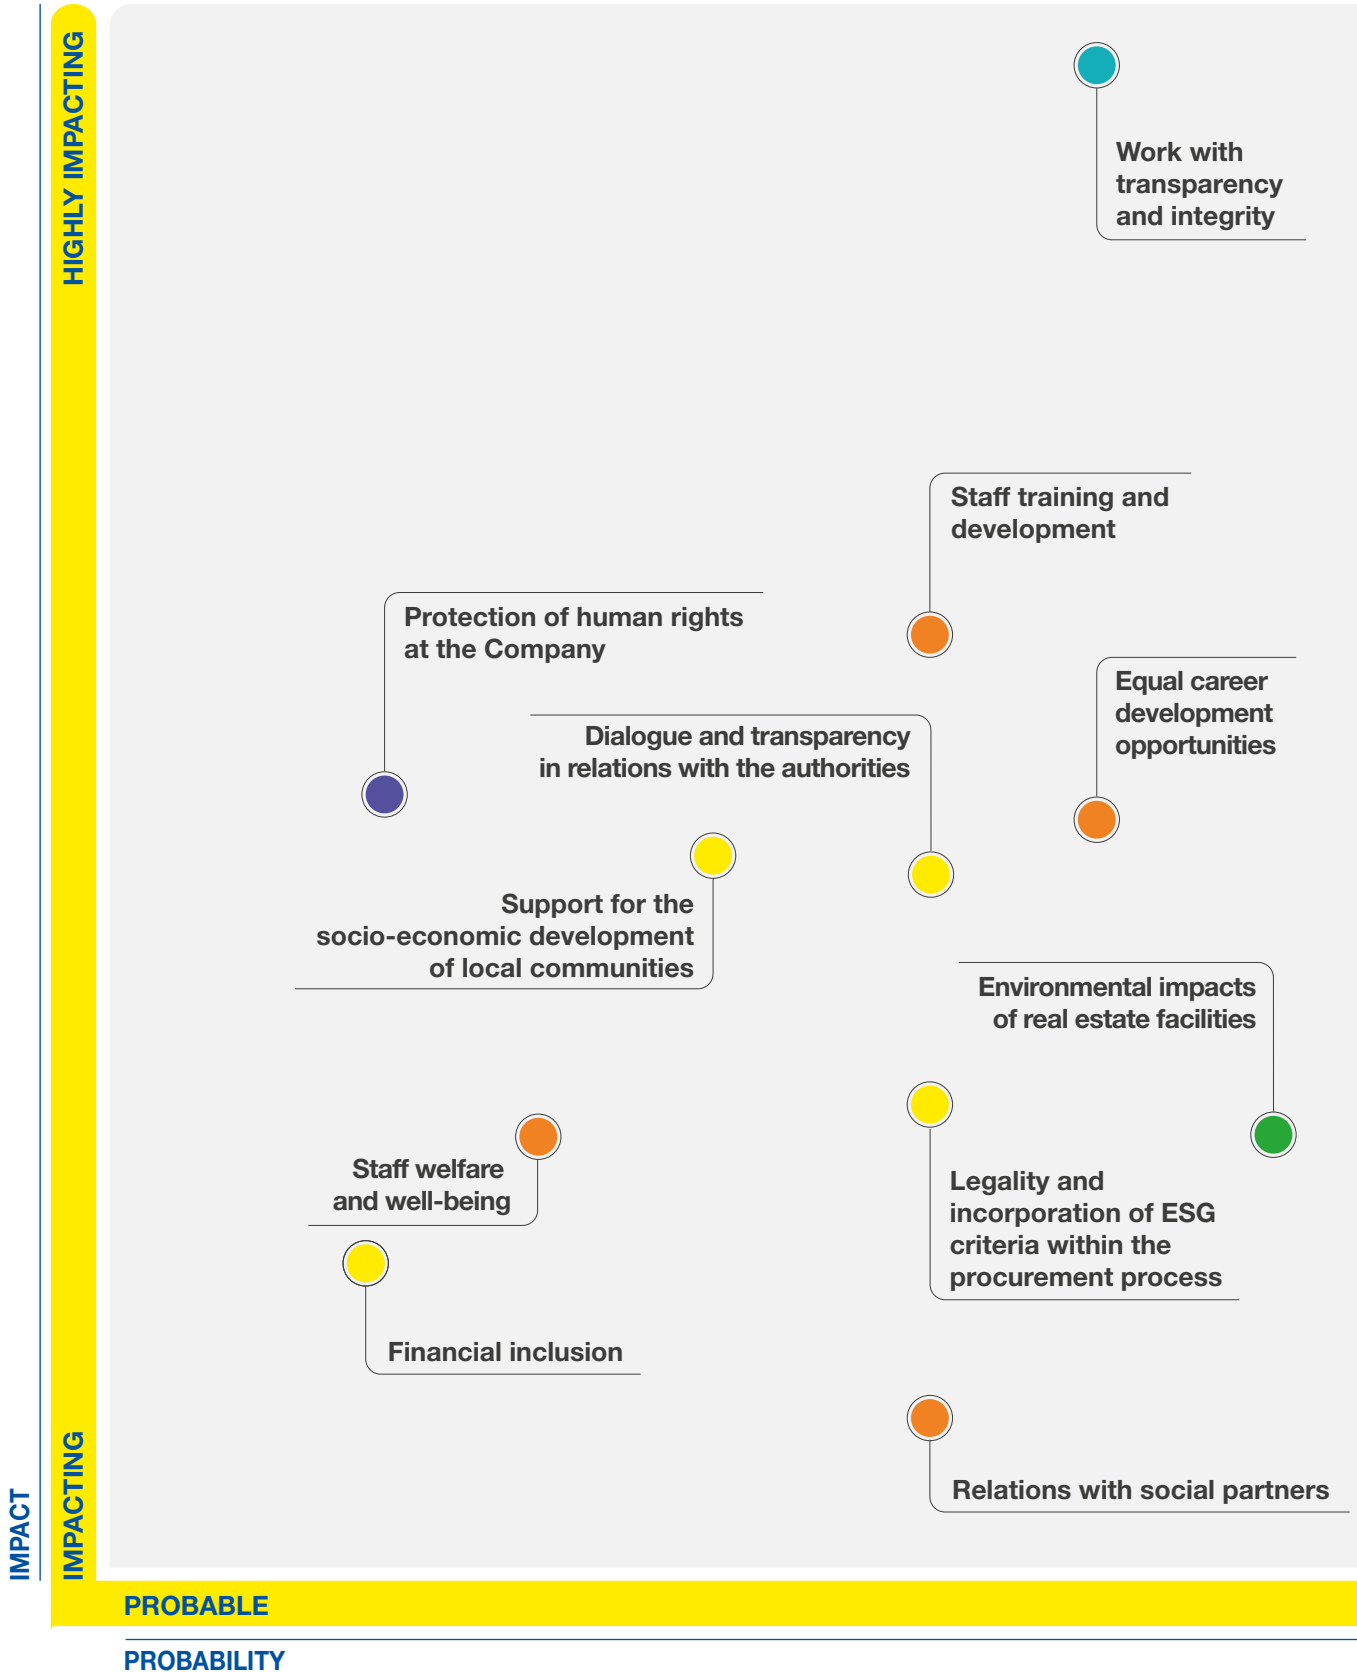 HIGHLY IMPACTING
Work with
transparency
and integrity
Staff training and
development
Protection of human rights
at the Company
Equal career
development
opportunities
Dialogue and transparency
in relations with the authorities
Support for the
socio-economic development
of local communities
Environmental impacts
of real estate facilities
Staff welfare
and well-being
Legality and
incorporation of ESG
criteria within the
procurement process
Financial inclusion
Relations with social partners
IMPACTING
IMPACT
PROBABLE
PROBABILITY